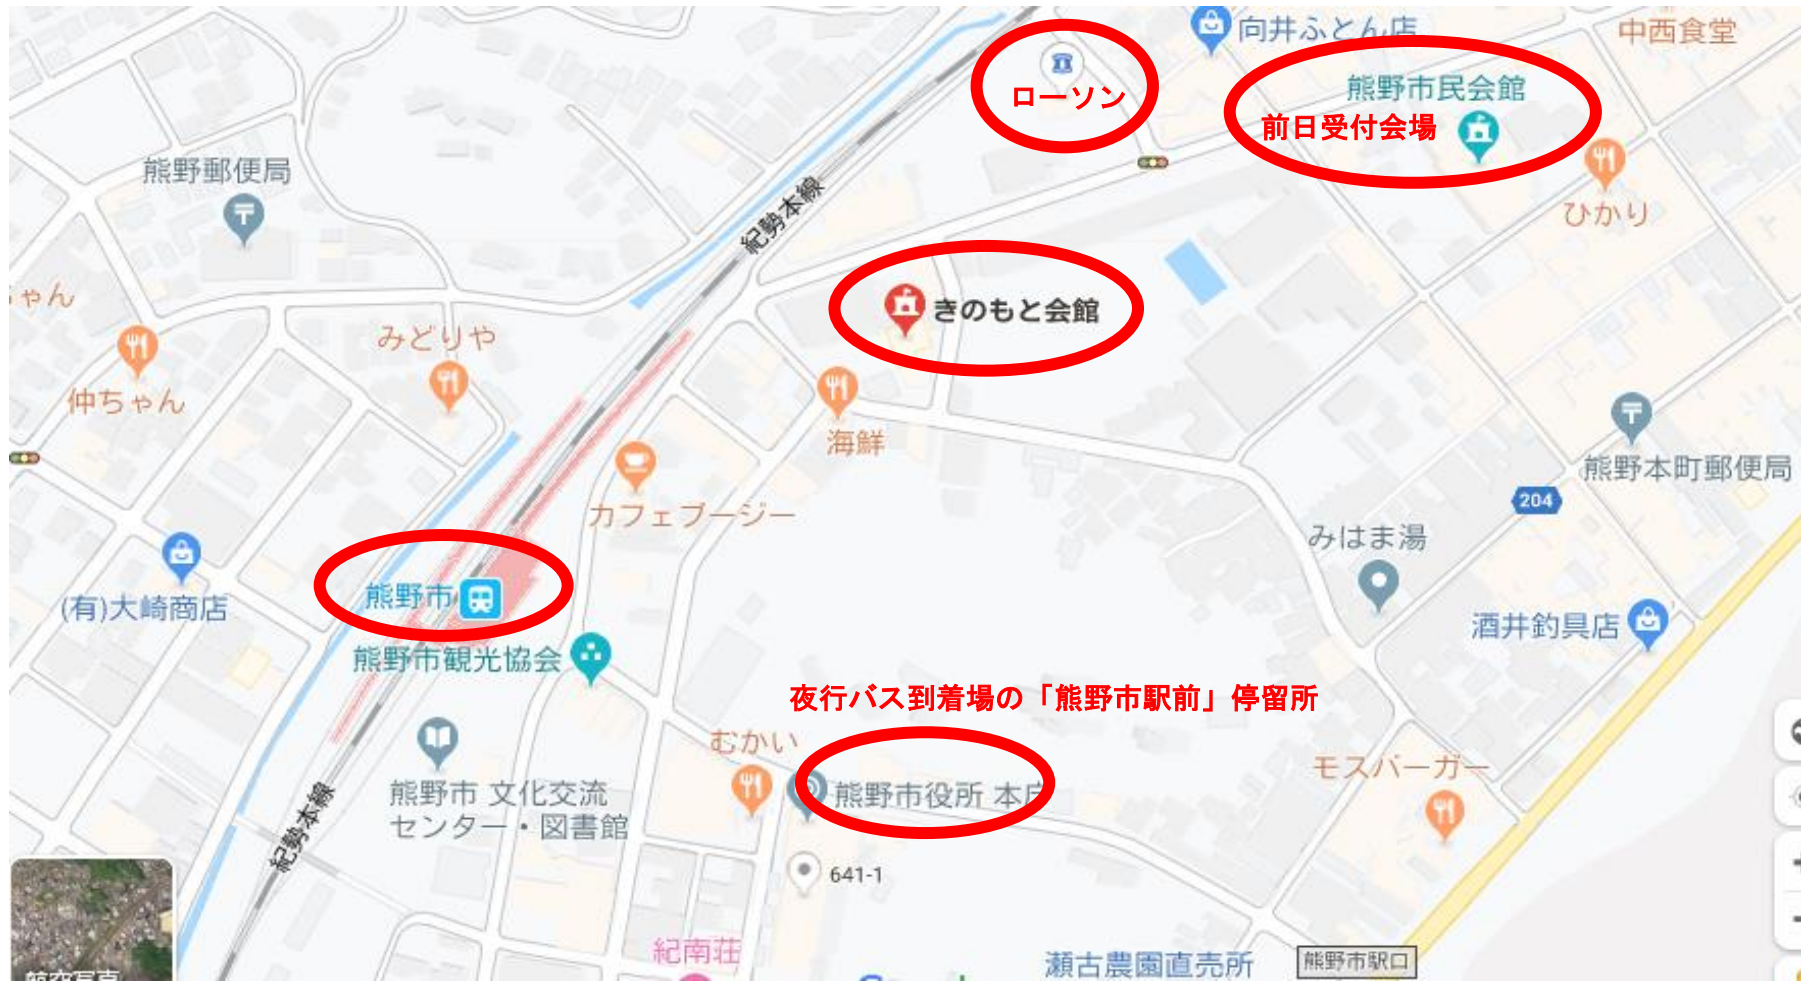 向井ふとん店
中西食堂
ローソン
熊野市民会館
前日受付会場
熊野郵便局
ひかり
紀勢本線
ゃん
きのもと会館
みどりや
仲ちゃん
海鮮
熊野本町郵便局
204
カフェブージー
みはま湯
熊野市
(有)大崎商店
酒井釣具店
熊野市観光協会
夜行バス到着場の「熊野市駅前」停留所
むかい
モスバーガー
熊野市 文化交流
センター・図書館
熊野市役所 本庁
紀勢本線
641-1
紀南荘
瀬古農園直売所
熊野市駅口
航空写真